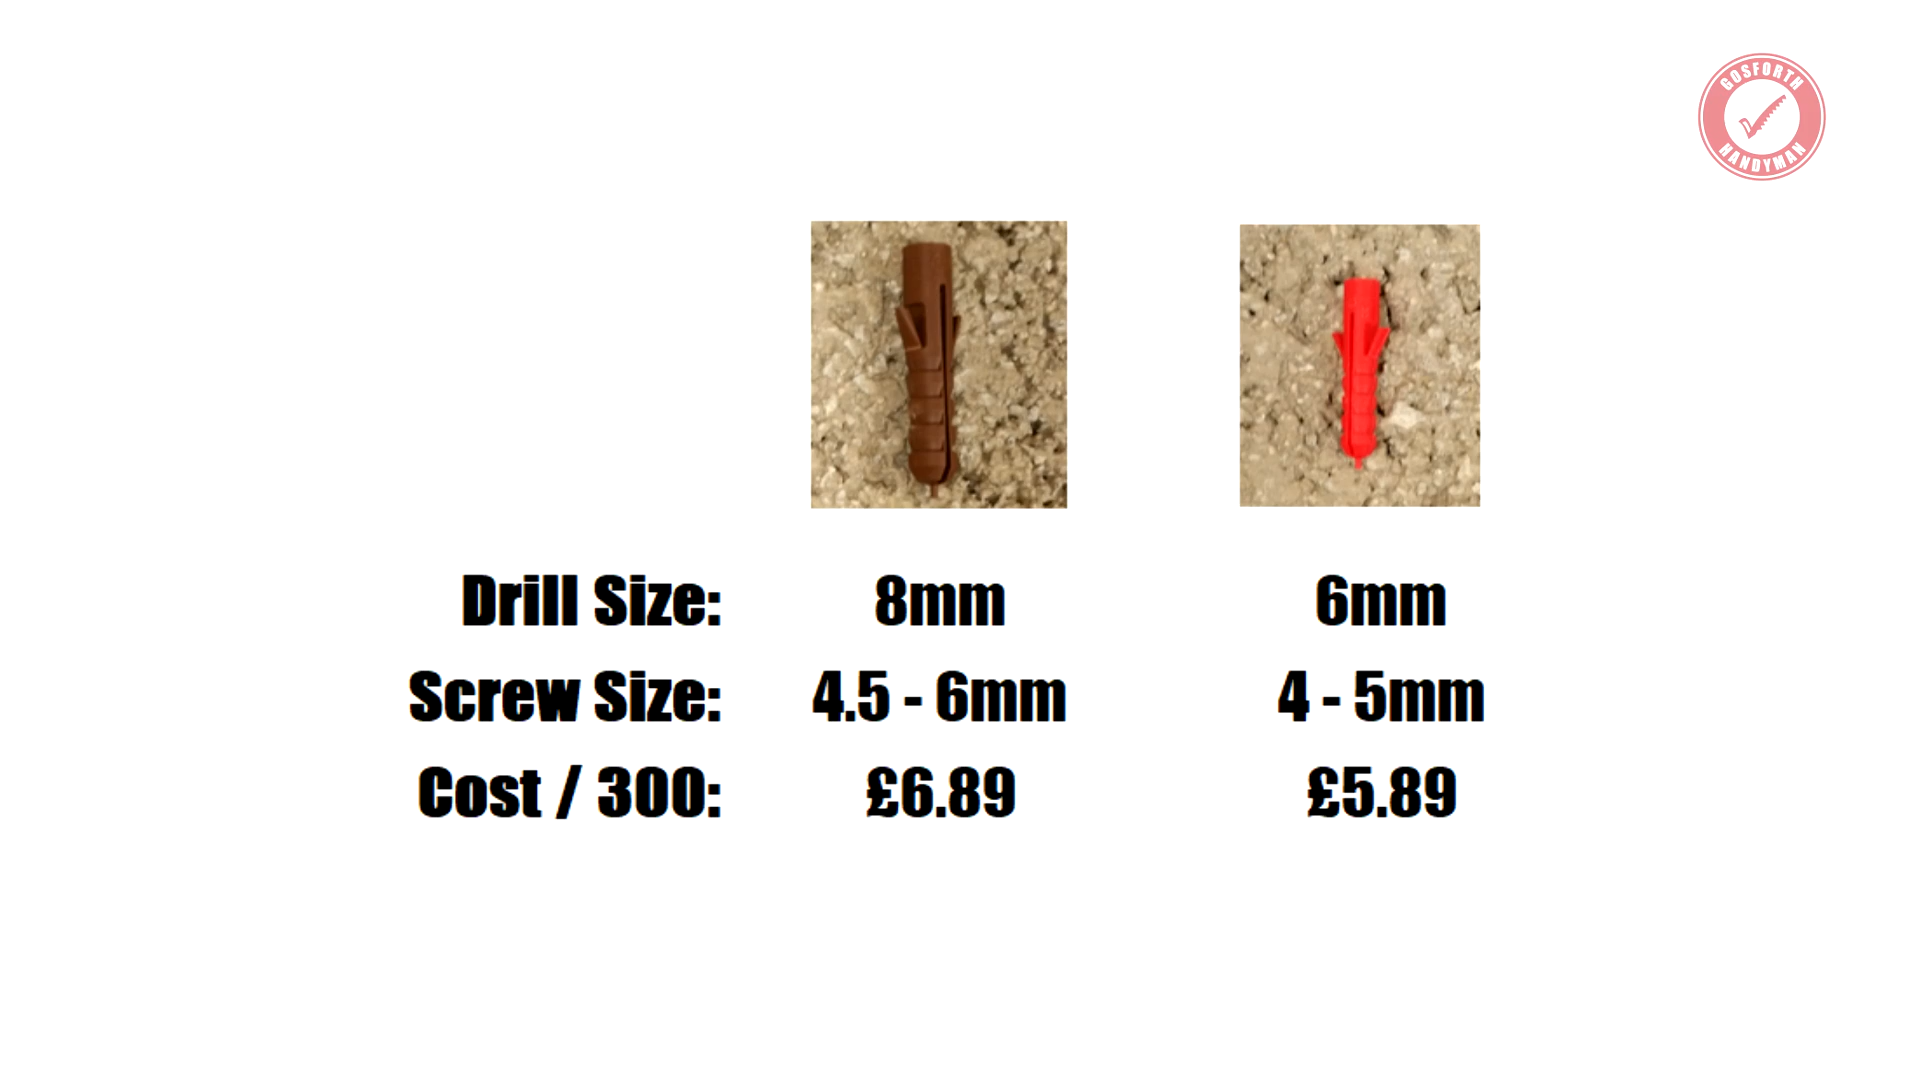 GOSFORTH
HANDYMAN
Drill Size: 8mm 6mm
Screw Size: 4.5 - 6mm 4 - 5mm
Cost / 300: £6.89 £5.89